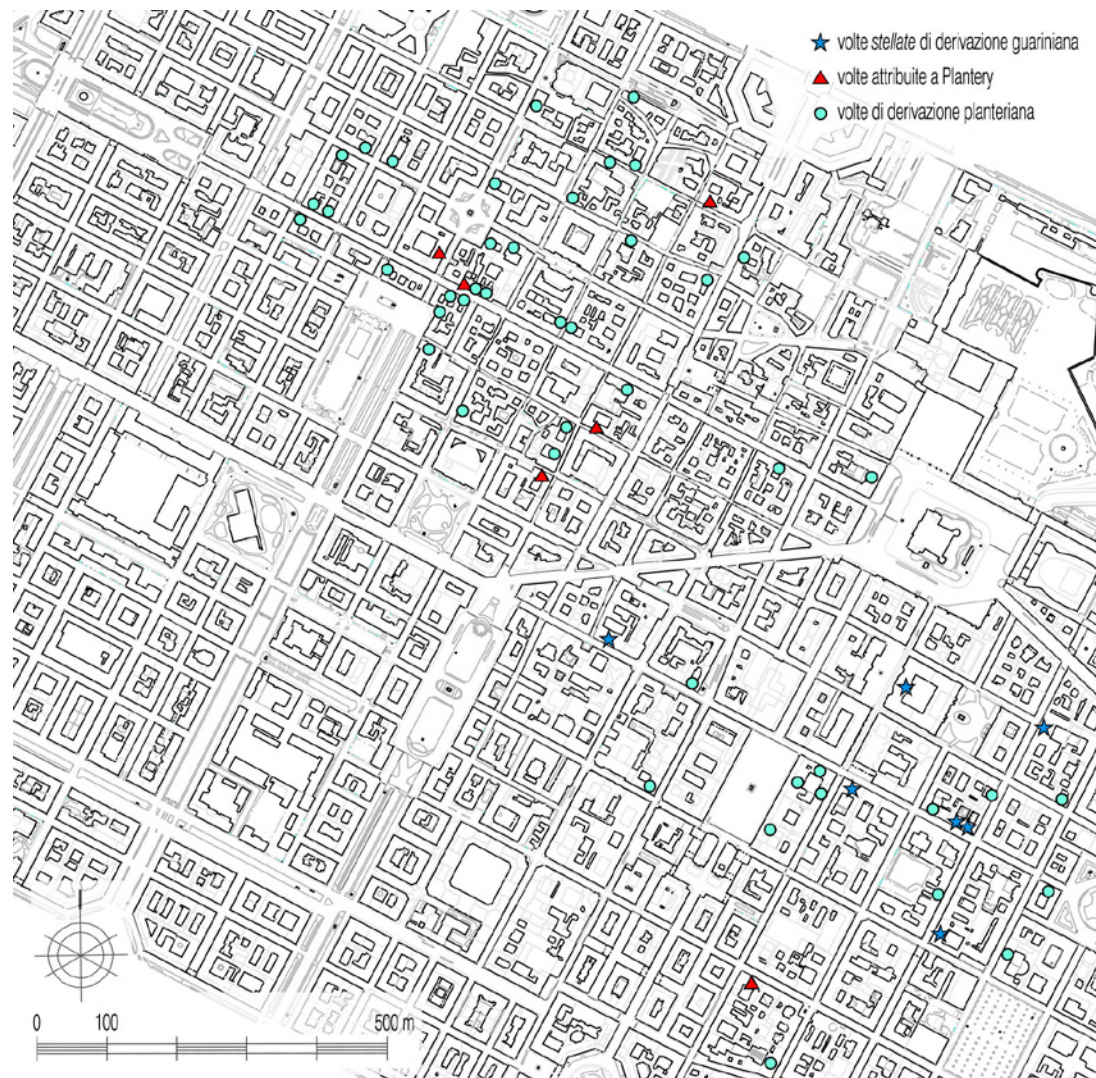 volte stellate di derivazione guariniana
volte attribuite a Plantery
volte di derivazione planteriana
0 100 500 m